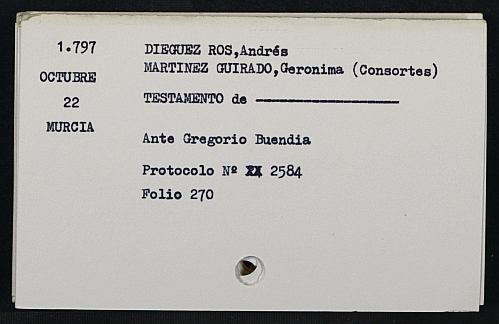 1.797
OCTUBRE
22
MURCIA
DIEGUEZ ROS,Andrés
MARTINEZ GUIRADO,Geronima (Consortes)
TESTAMENTO de ---------------------
Ante Gregorio Buendia
Protocolo Nº XX 2584
Folio 270